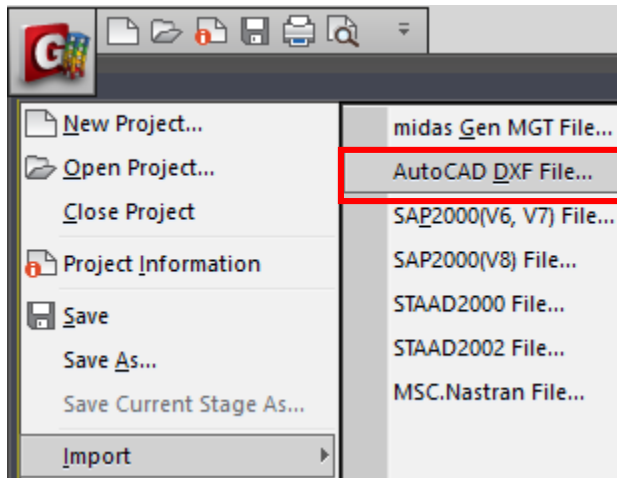 G
New Project...
Open Project...
Close Project
Project Information
Save
Save As...
Save Current Stage As...
Import
midas Gen MGT File...
AutoCAD DXF File...
SAP2000(V6, V7) File...
SAP2000(V8) File...
STAAD2000 File...
STAAD2002 File...
MSC.Nastran File...